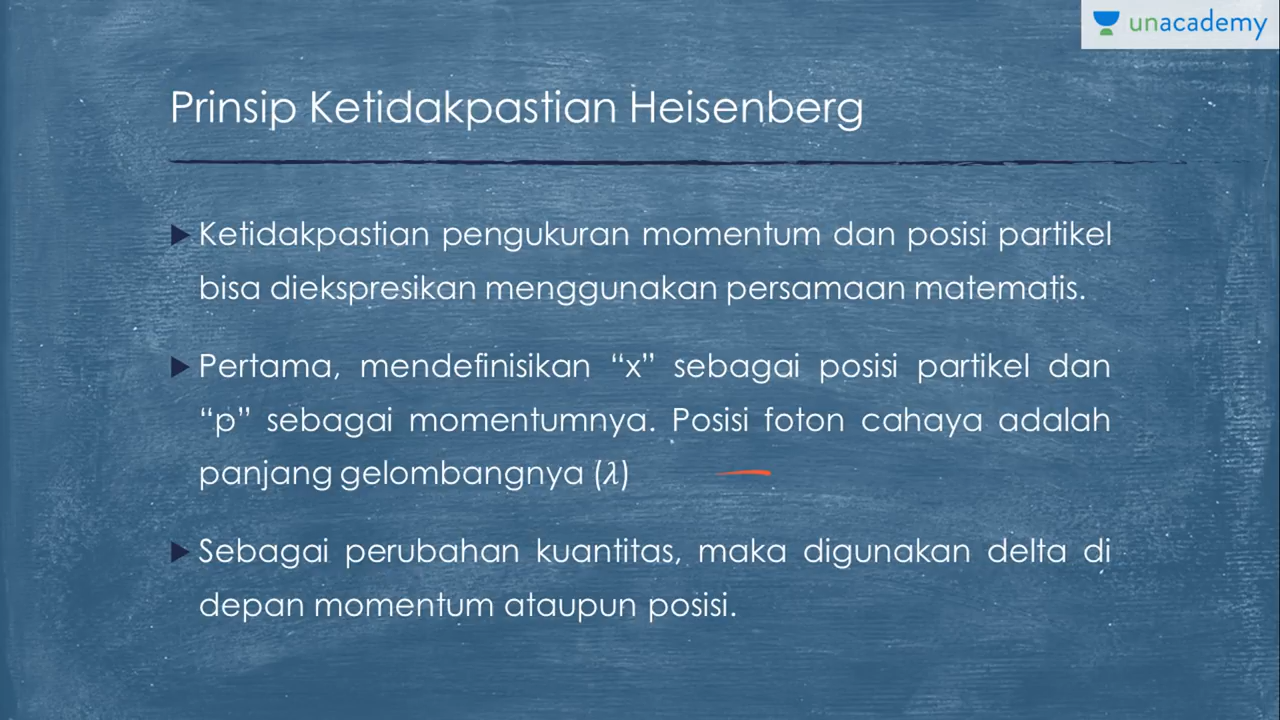 unacademy
Prinsip Ketidakpastian Heisenberg
Ketidakpastian pengukuran momentum dan posisi partikel
bisa diekspresikan menggunakan persamaan matematis.
Pertama, mendefinisikan “x” sebagai posisi partikel dan
“p” sebagai momentumnya. Posisi foton cahaya adalah
panjang gelombangnya (λ)
Sebagai perubahan kuantitas, maka digunakan delta di
depan momentum ataupun posisi.